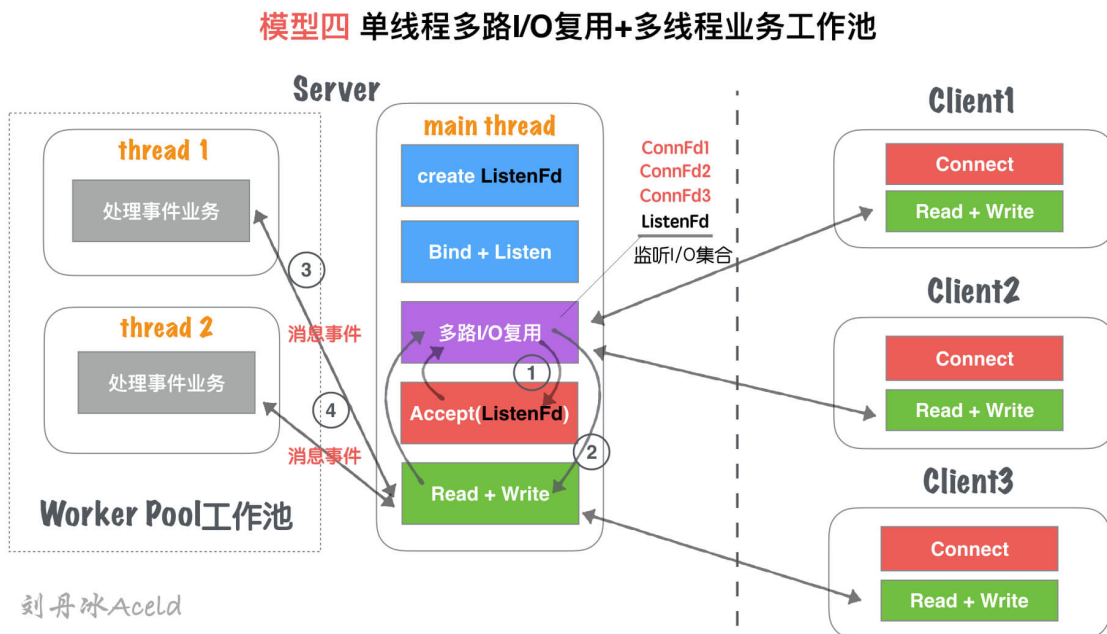 模型四 单线程多路I/O复用+多线程业务工作池
Server
thread 1
处理事件业务
thread 2
处理事件业务
Worker Pool工作池
③
消息事件
④
消息事件
main thread
create ListenFd
Bind + Listen
多路I/O复用
①
Accept(ListenFd)
②
Read + Write
ConnFd1
ConnFd2
ConnFd3
ListenFd
监听I/O集合
Client1
Connect
Read + Write
Client2
Connect
Read + Write
Client3
Connect
Read + Write
刘丹冰Aceld